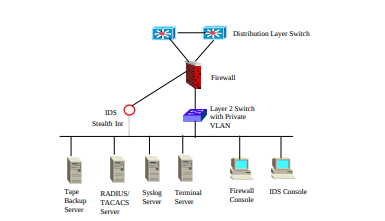 Distribution Layer Switch
Firewall
IDS
Stealth Int
Layer 2 Switch
with Private
VLAN
Tape
Backup
Server
RADIUS/
TACACS
Server
Syslog
Server
Terminal
Server
Firewall
Console
IDS Console